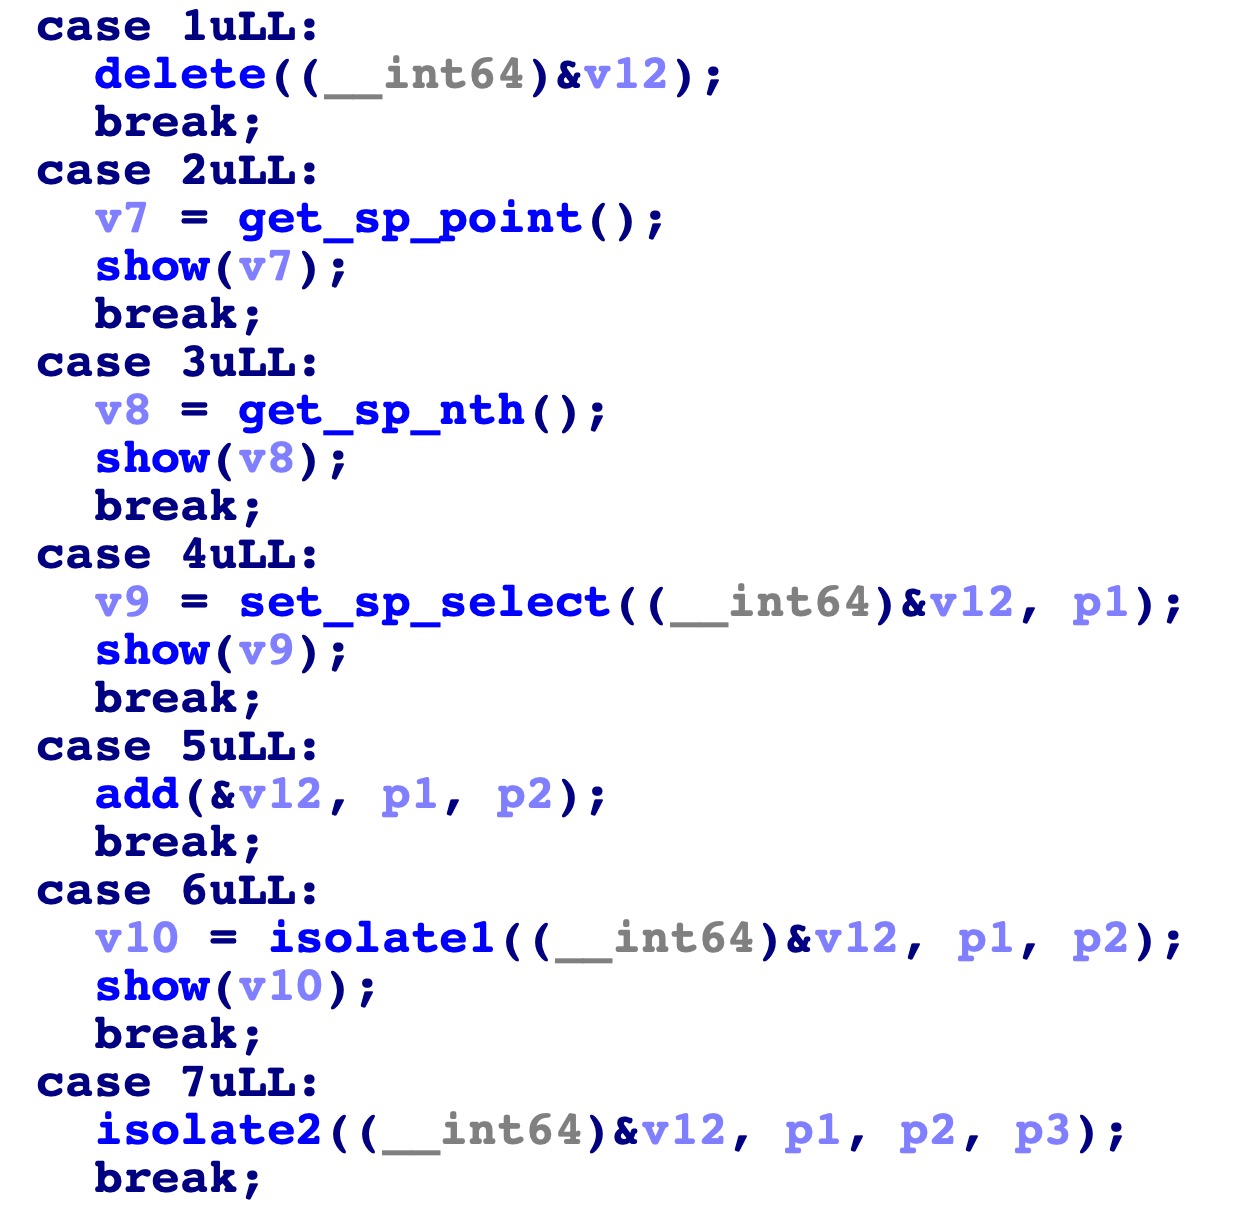 case 1uLL:
delete((__int64)&v12);
break;
case 2uLL:
v7 = get_sp_point();
show(v7);
break;
case 3uLL:
v8 = get_sp_nth();
show(v8);
break;
case 4uLL:
v9 = set_sp_select((__int64)&v12, p1);
show(v9);
break;
case 5uLL:
add(&v12, p1, p2);
break;
case 6uLL:
v10 = isolate1((__int64)&v12, p1, p2);
show(v10);
break;
case 7uLL:
isolate2((__int64)&v12, p1, p2, p3);
break;